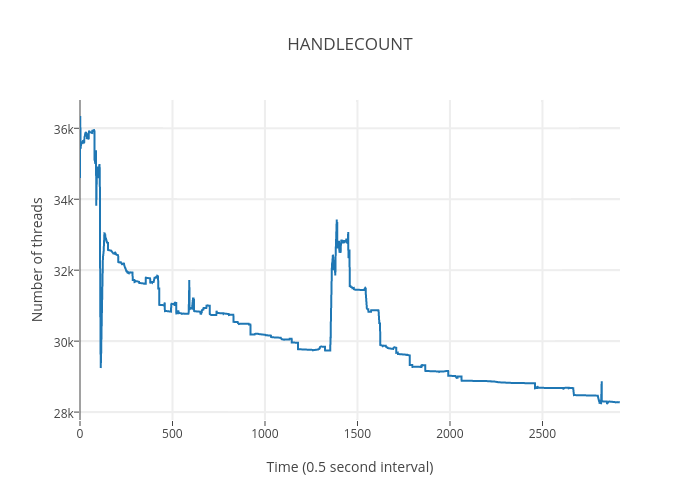 HANDLECOUNT
36k
34k
32k
30k
28k
Number of threads
0 500 1000 1500 2000 2500
Time (0.5 second interval)